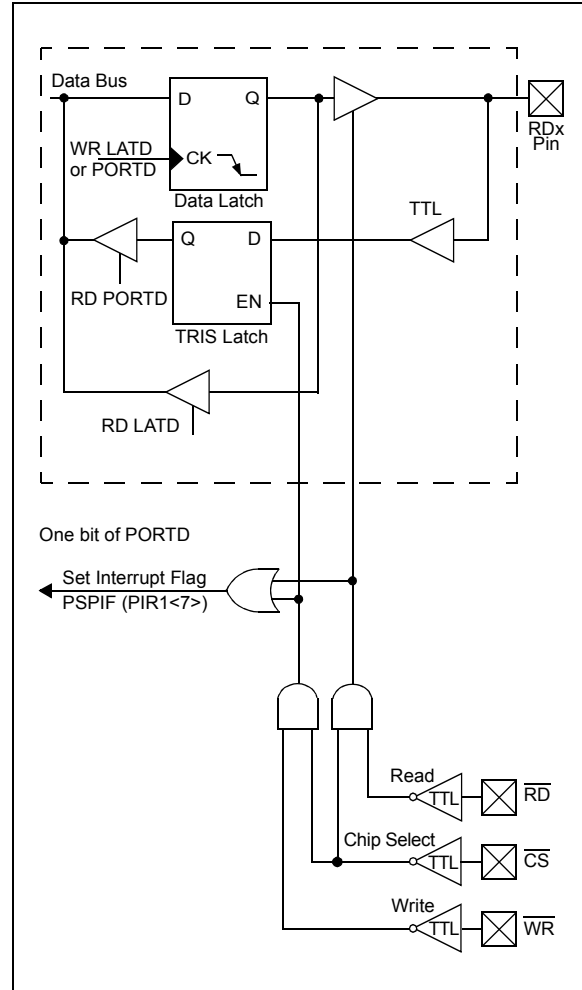 Data Bus
D Q
RDx
Pin
WR LATD
or PORTD
CK
Data Latch
TTL
Q D
RD PORTD
EN
TRIS Latch
RD LATD
One bit of PORTD
Set Interrupt Flag
PSPIF (PIR1<7>)
Read
TTL
RD
Chip Select
TTL
CS
Write
TTL
WR